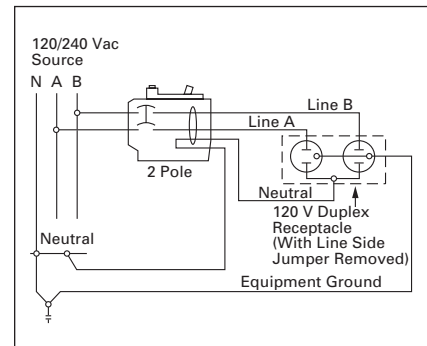 120/240 Vac
Source
N A B
Line B
Line A
2 Pole
Neutral
120 V Duplex
Receptacle
(With Line Side
Jumper Removed)
Neutral
Equipment Ground